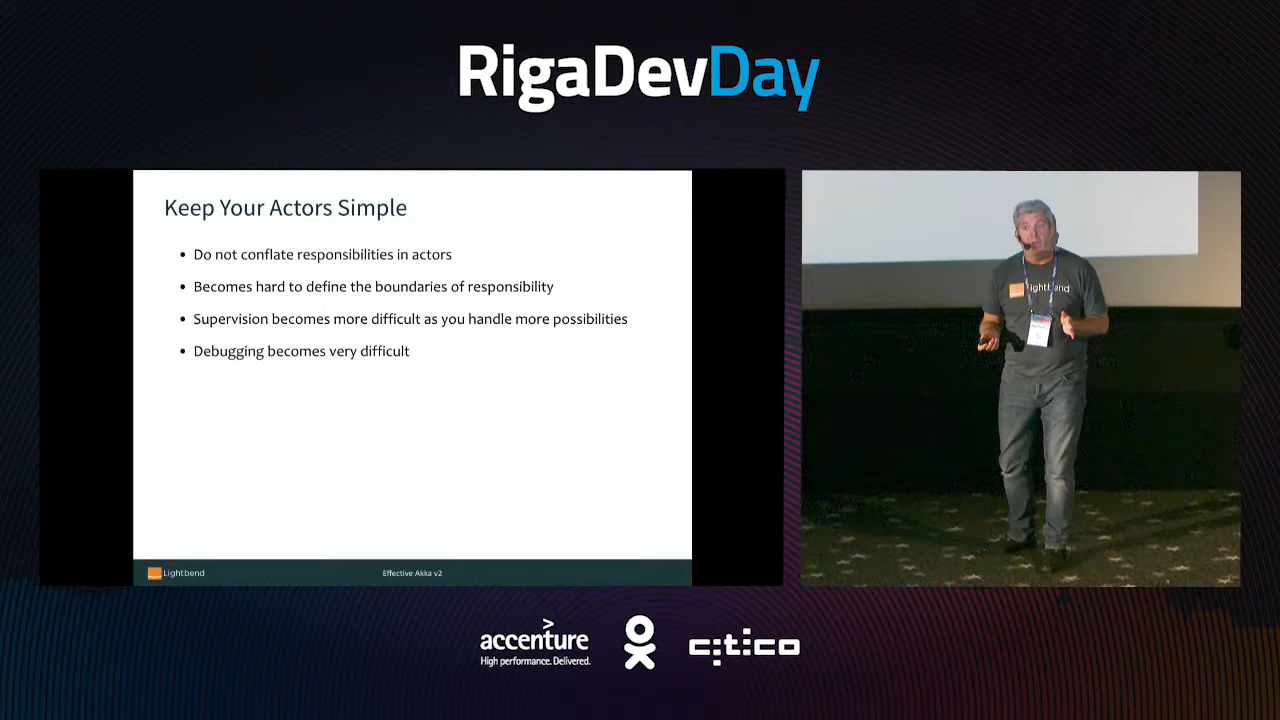 RigaDevDay
Keep Your Actors Simple
• Do not conflate responsibilities in actors
• Becomes hard to define the boundaries of responsibility
• Supervision becomes more difficult as you handle more possibilities
• Debugging becomes very difficult
Lightbend
Effective Akka v2
lightbend
>
accenture
High performance. Delivered.
citico